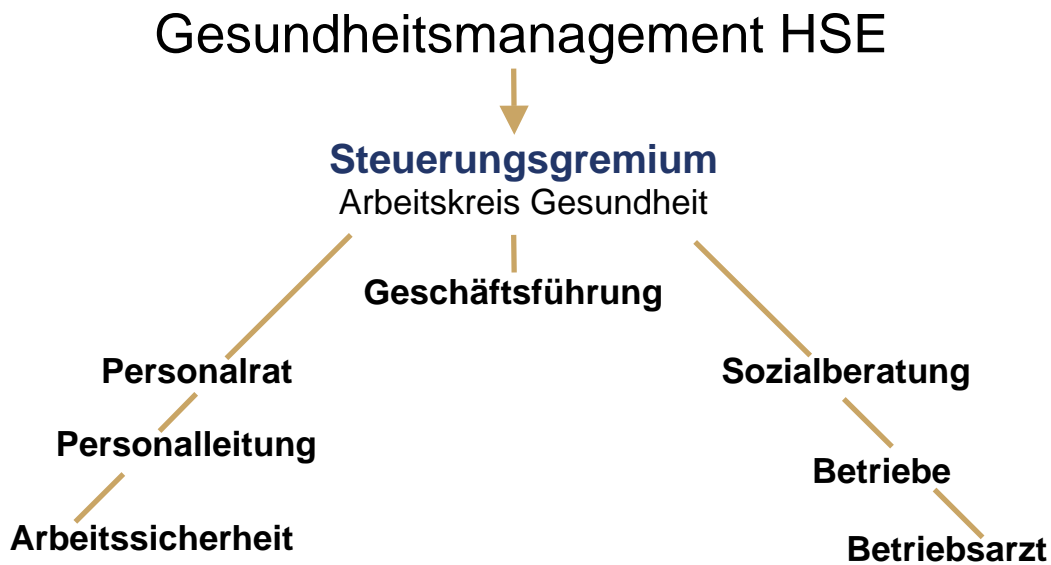 Gesundheitsmanagement HSE
Steuerungsgremium
Arbeitskreis Gesundheit
Geschäftsführung
Personalrat
Sozialberatung
Personalleitung
Betriebe
Arbeitssicherheit
Betriebsarzt